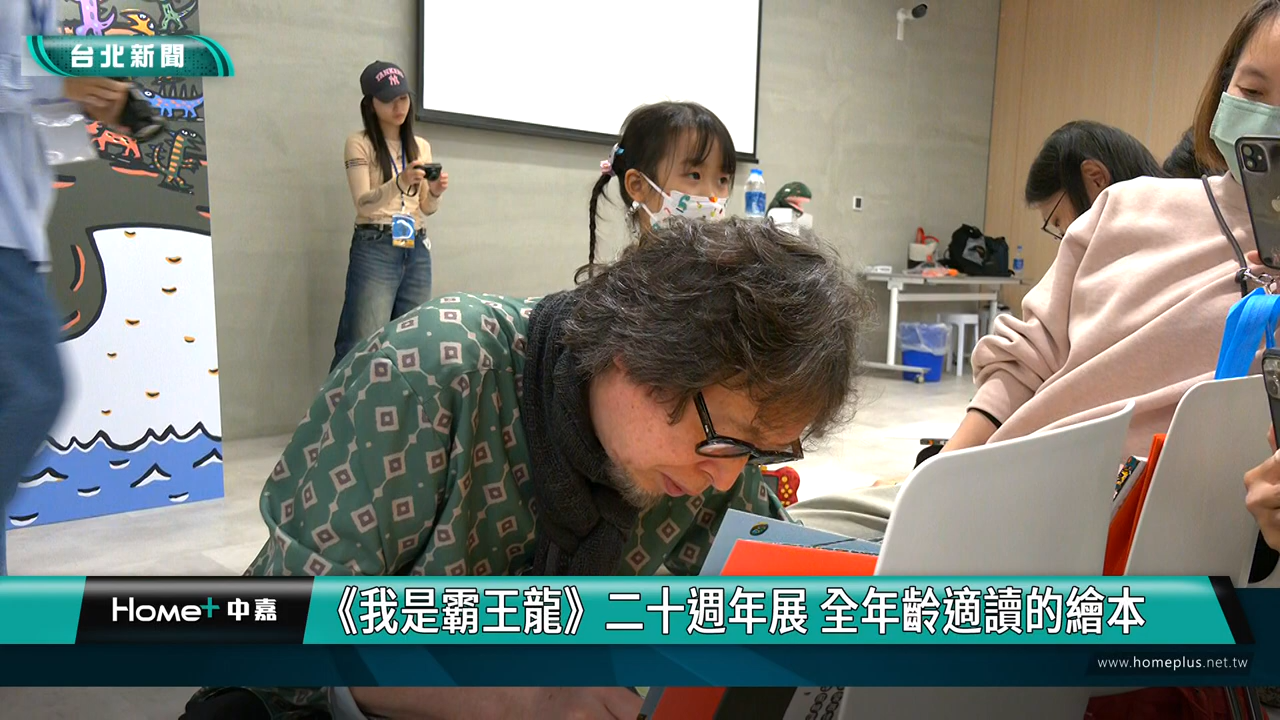 台北新聞
YANKEES
Home+ 中嘉
《我是霸王龍》二十週年展 全年齡適讀的繪本
www.homeplus.net.tw